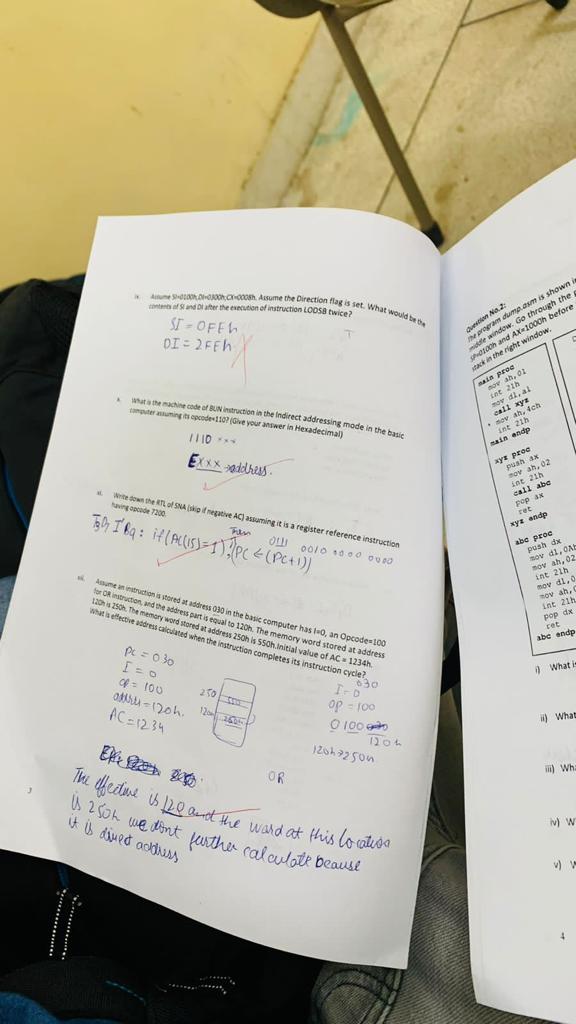 ix. Assume SI=0100h,DI=0300h,CX=0008h. Assume the Direction flag is set. What would be the
contents of SI and DI after the execution of instruction LODSB twice?
SI = 0FEh
DI = 2FEh
x. What is the machine code of BUN instruction in the Indirect addressing mode in the basic
computer assuming its opcode=110? (Give your answer in Hexadecimal)
1110 xxx
Exxx → address.
xi. Write down the RTL of SNA (skip if negative AC) assuming it is a register reference instruction
having opcode 7200.
0111 0010 0000 0000
if (AC(15)=1), then (PC ← (PC+1))
xii. Assume an instruction is stored at address 030 in the basic computer has I=0, an Opcode=100
for OR instruction, and the address part is equal to 120h. The memory word stored at address
120h is 250h. The memory word stored at address 250h is 550h.Initial value of AC = 1234h.
What is effective address calculated when the instruction completes its instruction cycle?
PC = 030
I = 0
op = 100
address = 120h.
AC = 1234
250 550
120 250h
030
I = 0
op = 100
0 100
120h
120h → 250h
OR
The effective is 120 and the word at this location
is 250h we dont further calculate beause
it is direct address
3
Question No.2:
The program dump.asm is shown
middle window. Go through the
SP=0100h and AX=1000h before
stack in the right window.
main proc
mov ah,01
int 21h
mov dl,al
call xyz
mov ah,4ch
int 21h
main endp
xyz proc
push ax
mov ah,02
int 21h
call abc
pop ax
ret
xyz endp
abc proc
push dx
mov dl,0A
mov ah,02
int 21h
mov dl,0
mov ah,
int 21h
pop dx
ret
abc endp
i) What is
ii) What
iii) Wha
iv) W
v)
4